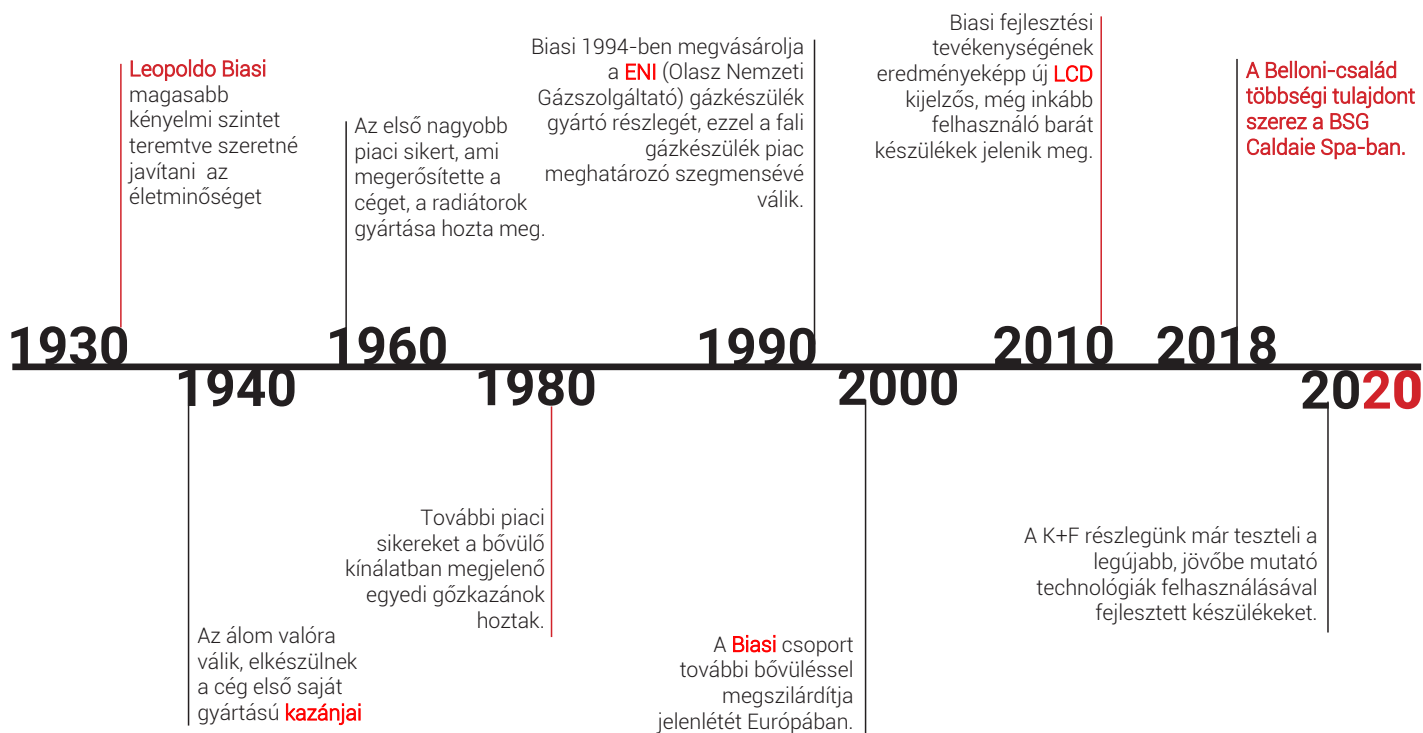 Leopoldo Biasi
magasabb
kényelmi szintet
teremtve szeretné
javítani az
életminőséget
Az első nagyobb
piaci sikert, ami
megerősítette a
céget, a radiátorok
gyártása hozta meg.
Biasi 1994-ben megvásárolja
a ENI (Olasz Nemzeti
Gázszolgáltató) gázkészülék
gyártó részlegét, ezzel a fali
gázkészülék piac
meghatározó szegmensévé
válik.
Biasi fejlesztési
tevékenységének
eredményeképp új LCD
kijelzős, még inkább
felhasználó barát
készülékek jelenik meg.
A Belloni-család
többségi tulajdont
szerez a BSG
Caldaie Spa-ban.
1930 1960 1990 2010 2018
1940 1980 2000 2020
Az álom valóra
válik, elkészülnek
a cég első saját
gyártású kazánjai
További piaci
sikereket a bővülő
kínálatban megjelenő
egyedi gőzkazánok
hoztak.
A Biasi csoport
további bővüléssel
megszilárdítja
jelenlétét Európában.
A K+F részlegünk már teszteli a
legújabb, jövőbe mutató
technológiák felhasználásával
fejlesztett készülékeket.